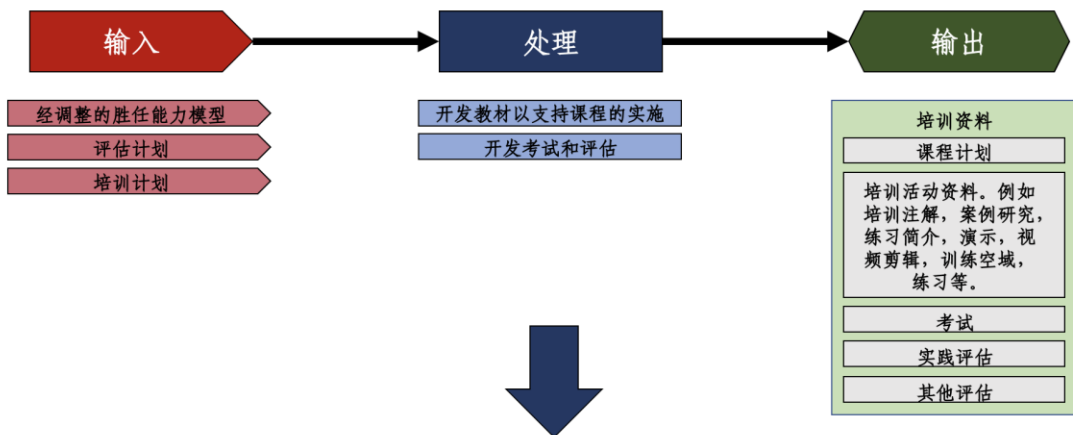 输入
处理
输出
经调整的胜任能力模型
评估计划
培训计划
开发教材以支持课程的实施
开发考试和评估
培训资料
课程计划
培训活动资料。例如
培训注解，案例研究，
练习简介，演示，视
频剪辑，训练空域，
练习等。
考试
实践评估
其他评估